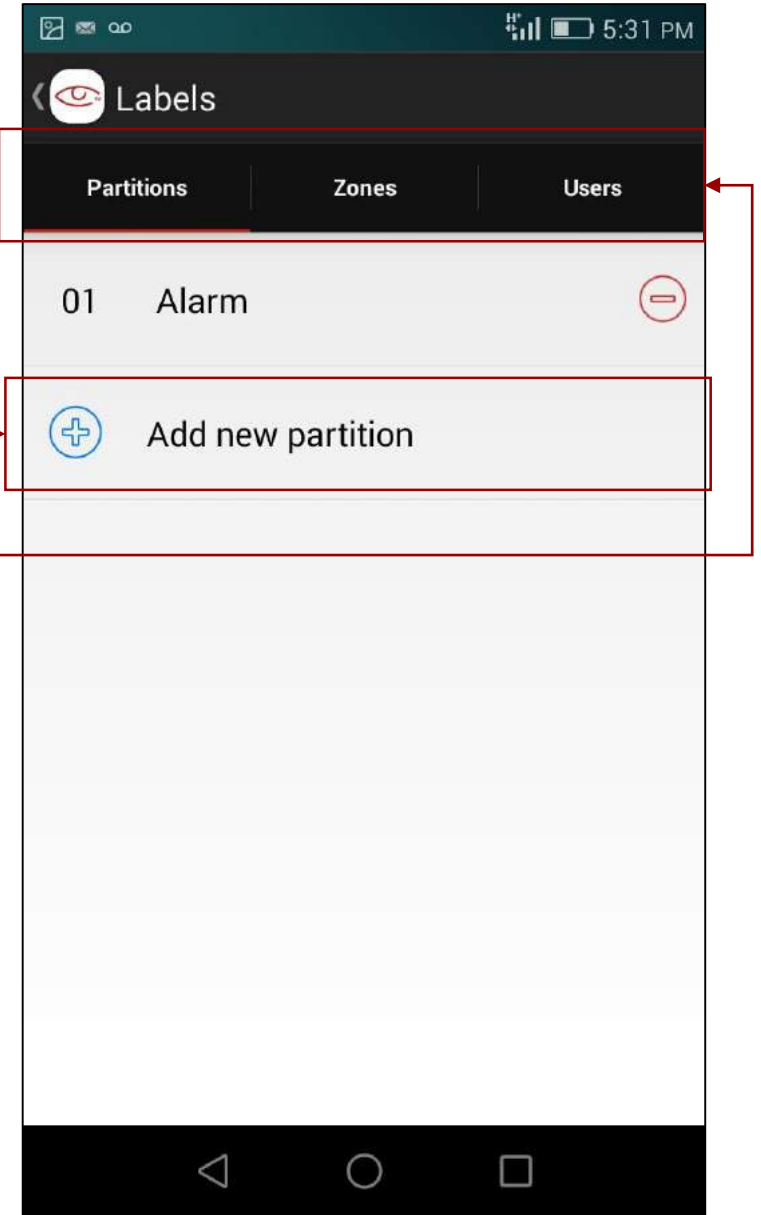 H+ 5:31 PM
Labels
Partitions Zones Users
01 Alarm
Add new partition